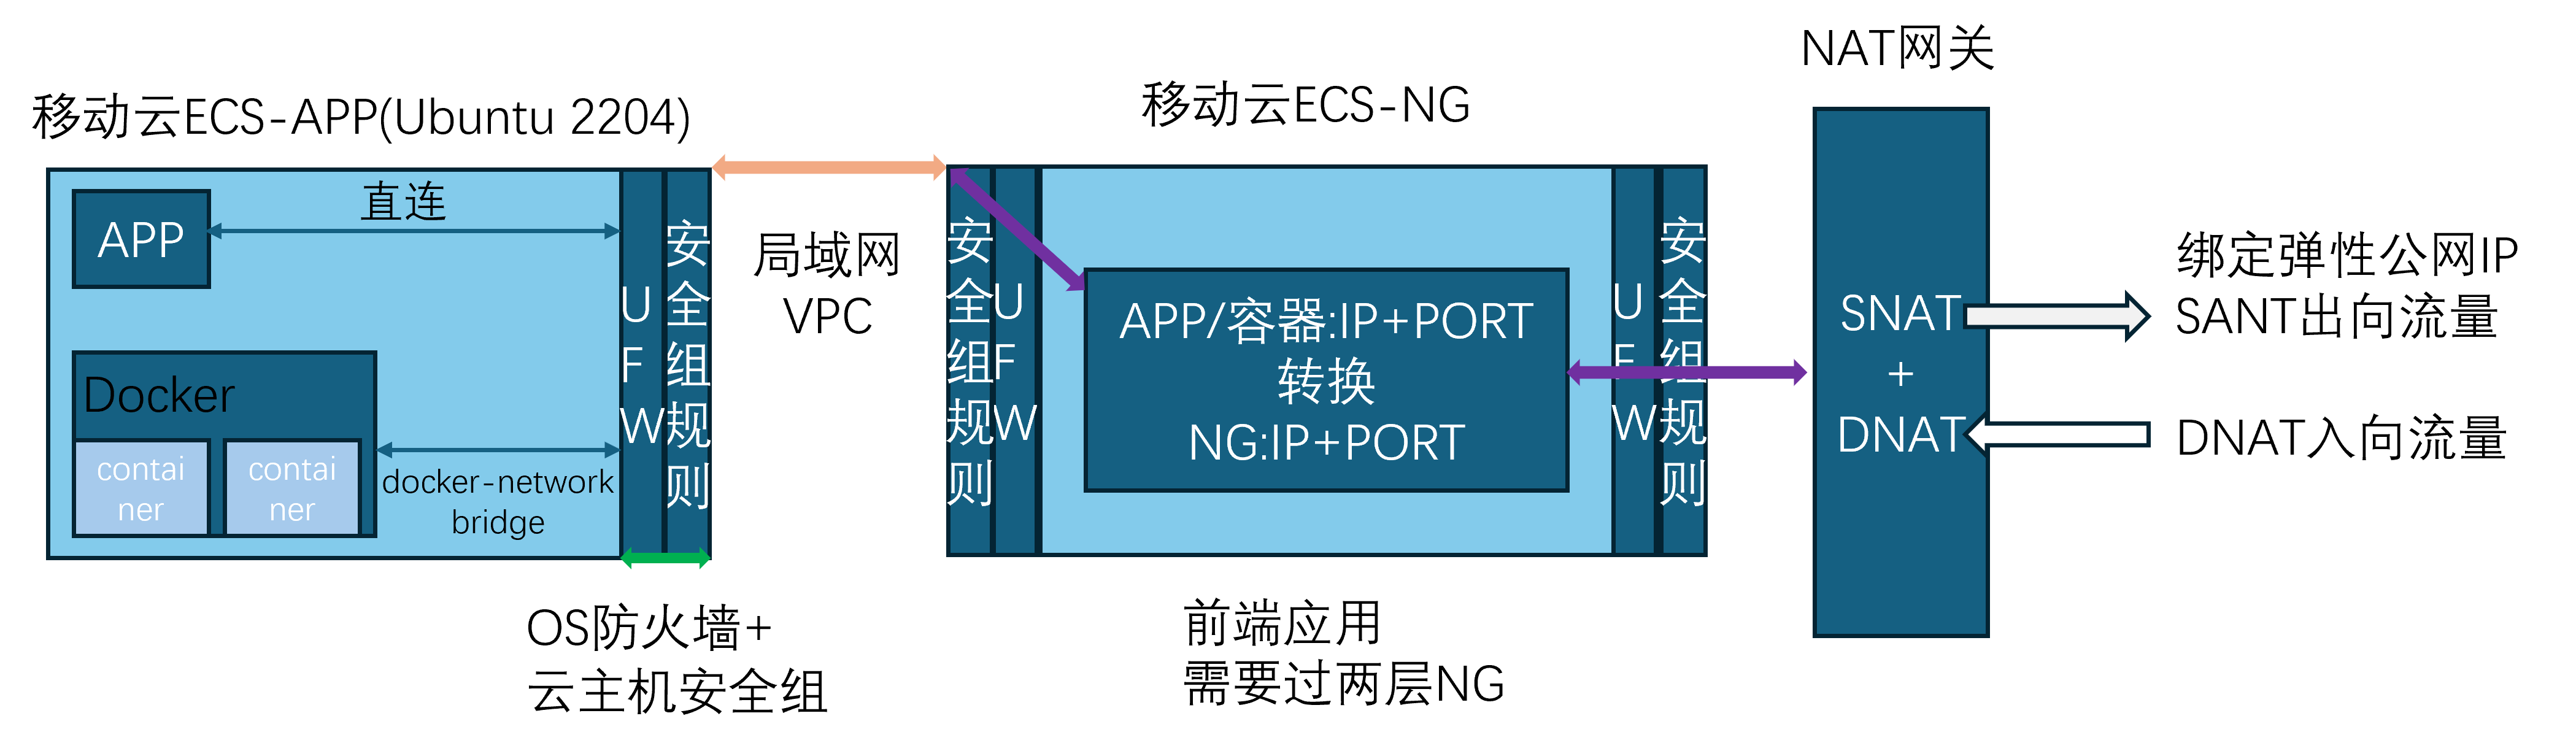 移动云ECS-APP(Ubuntu 2204)
APP
直连
Docker
contai
ner
contai
ner
docker-network
bridge
U
F
W
安
全
组
规
则
OS防火墙+
云主机安全组
局域网
VPC
移动云ECS-NG
安
全
组
规
则
U
F
W
APP/容器:IP+PORT
转换
NG:IP+PORT
U
F
W
安
全
组
规
则
前端应用
需要过两层NG
NAT网关
SNAT
+
DNAT
绑定弹性公网IP
SANT出向流量
DNAT入向流量